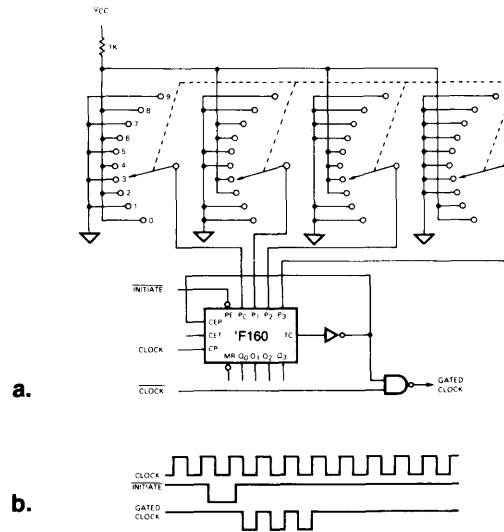 VCC
1K
9
8
7
6
5
4
3
2
1
0
INITIATE
PE P0 P1 P2 P3
CEP
CET 'F160 TC
CLOCK CP
MR Q0 Q1 Q2 Q3
CLOCK
GATED
CLOCK
a.
CLOCK
INITIATE
GATED
CLOCK
b.